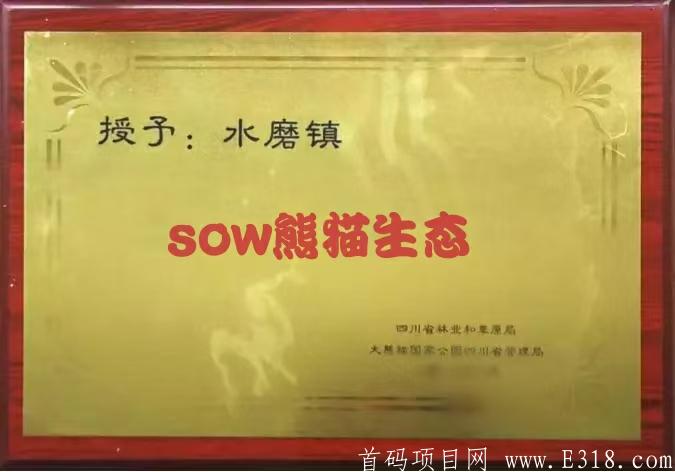 授予：水磨镇
SOW熊猫生态
四川省林业和草原局
大熊猫国家公园四川省管理局
首码项目网 www.E318.com